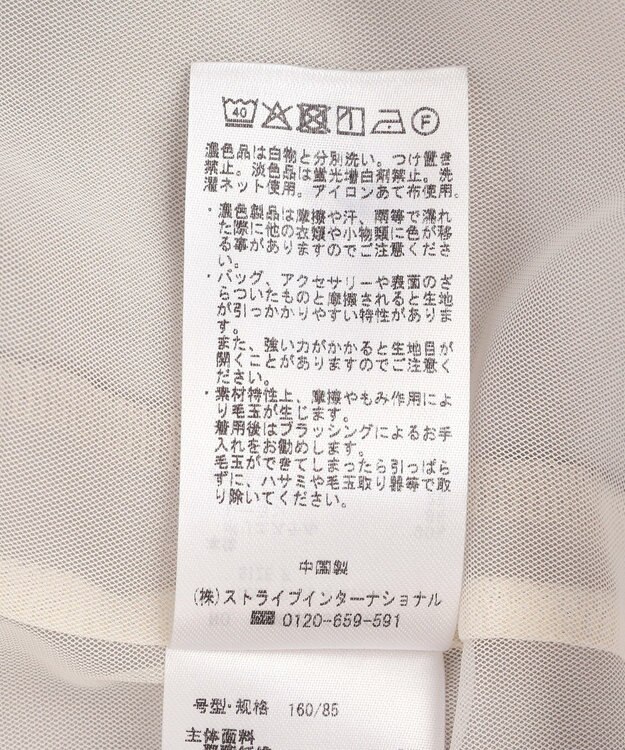 40 F
濃色品は白物と分別洗い。つけ置き
禁止。淡色品は蛍光増白剤禁止。洗
濯ネット使用。アイロンあて布使用。
・濃色製品は摩擦や汗、雨等で濡れ
た際に他の衣類や小物類に色が移
る事がありますのでご注意くださ
い。
・バッグ、アクセサリーや表面のざ
らついたものと摩擦されると生地
が引っかかりやすい特性がありま
す。
また、強い力がかかると生地目が
開くことがありますのでご注意く
ださい。
・素材特性上、摩擦やもみ作用によ
り毛玉が生じます。
着用後はブラッシングによるお手
入れをお勧めします。
毛玉ができてしまったら引っぱら
ずに、ハサミや毛玉取り器等で取
り除いてください。
中国製
(株)ストライプインターナショナル
0120-659-591
号型·规格 160/85
主体面料